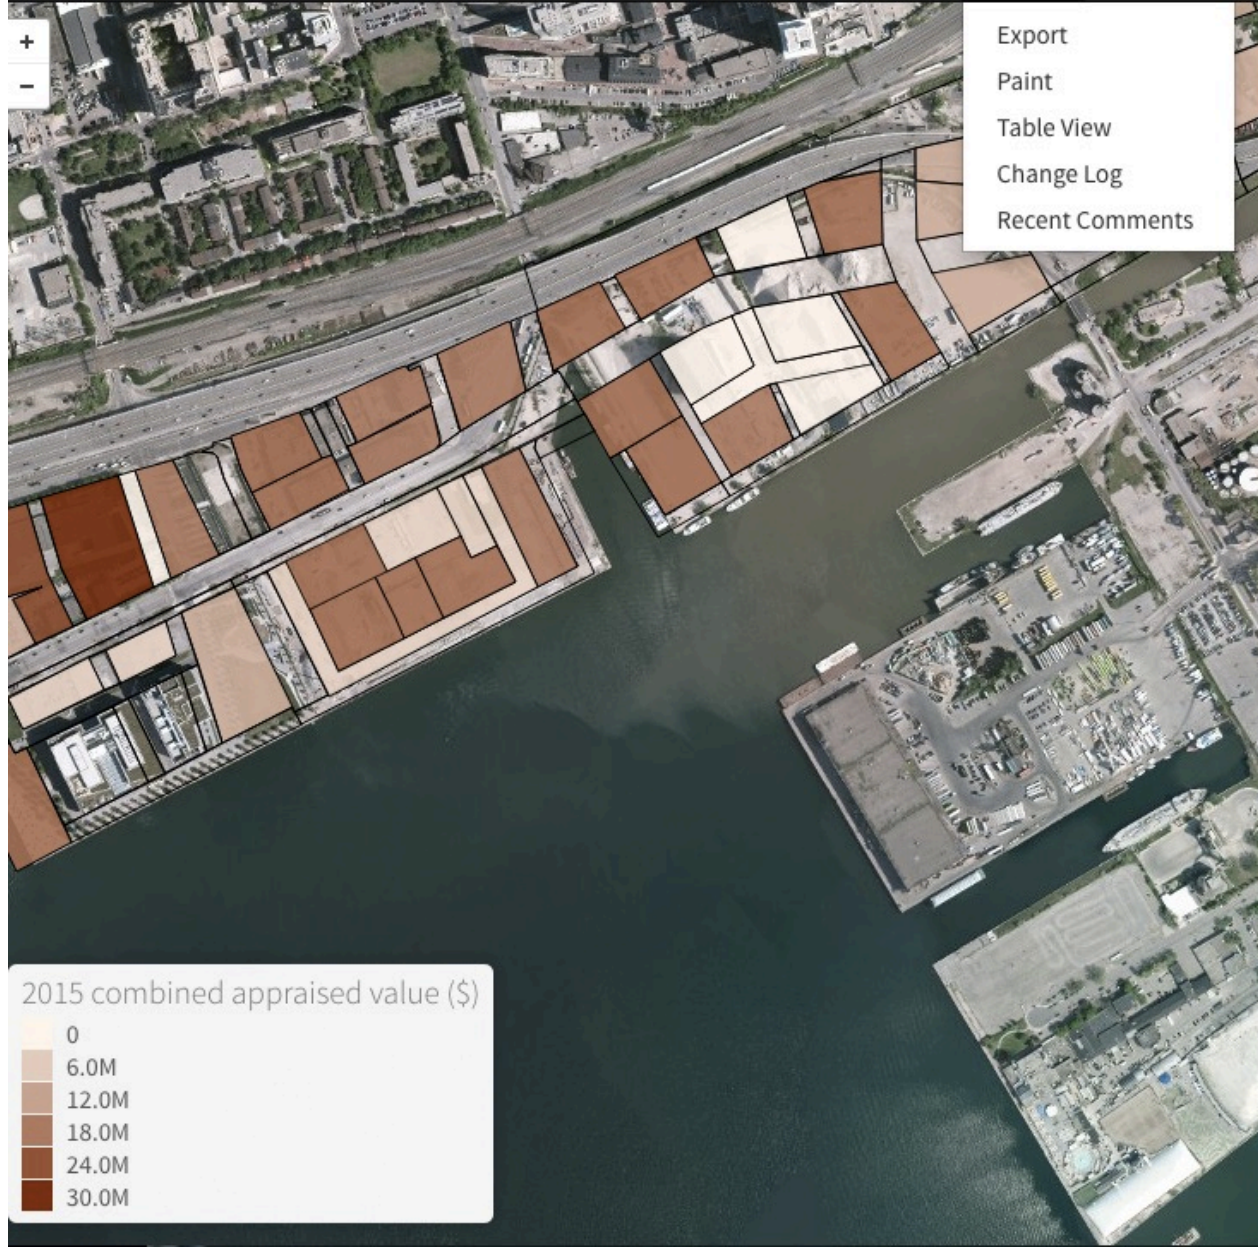 +
−
Export
Paint
Table View
Change Log
Recent Comments
2015 combined appraised value ($)
0
6.0M
12.0M
18.0M
24.0M
30.0M